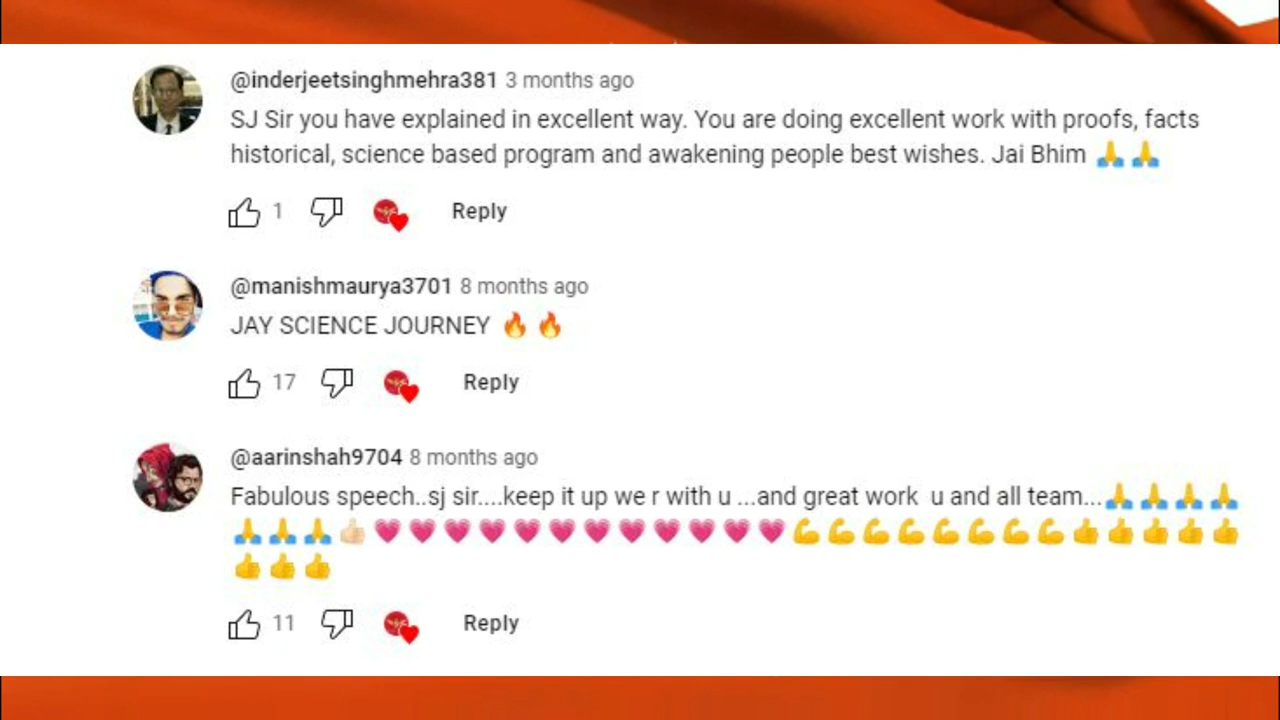 @inderjeetsinghmehra381 3 months ago
SJ Sir you have explained in excellent way. You are doing excellent work with proofs, facts
historical, science based program and awakening people best wishes. Jai Bhim 🙏 🙏
1 Reply
@manishmaurya3701 8 months ago
JAY SCIENCE JOURNEY 🔥 🔥
17 Reply
@aarinshah9704 8 months ago
Fabulous speech..sj sir....keep it up we r with u ...and great work  u and all team...🙏🙏🙏🙏
🙏🙏🙏👍🏻💗💗💗💗💗💗💗💗💗💗💗💗💪💪💪💪💪💪💪💪👍👍👍👍👍
👍👍👍
11 Reply